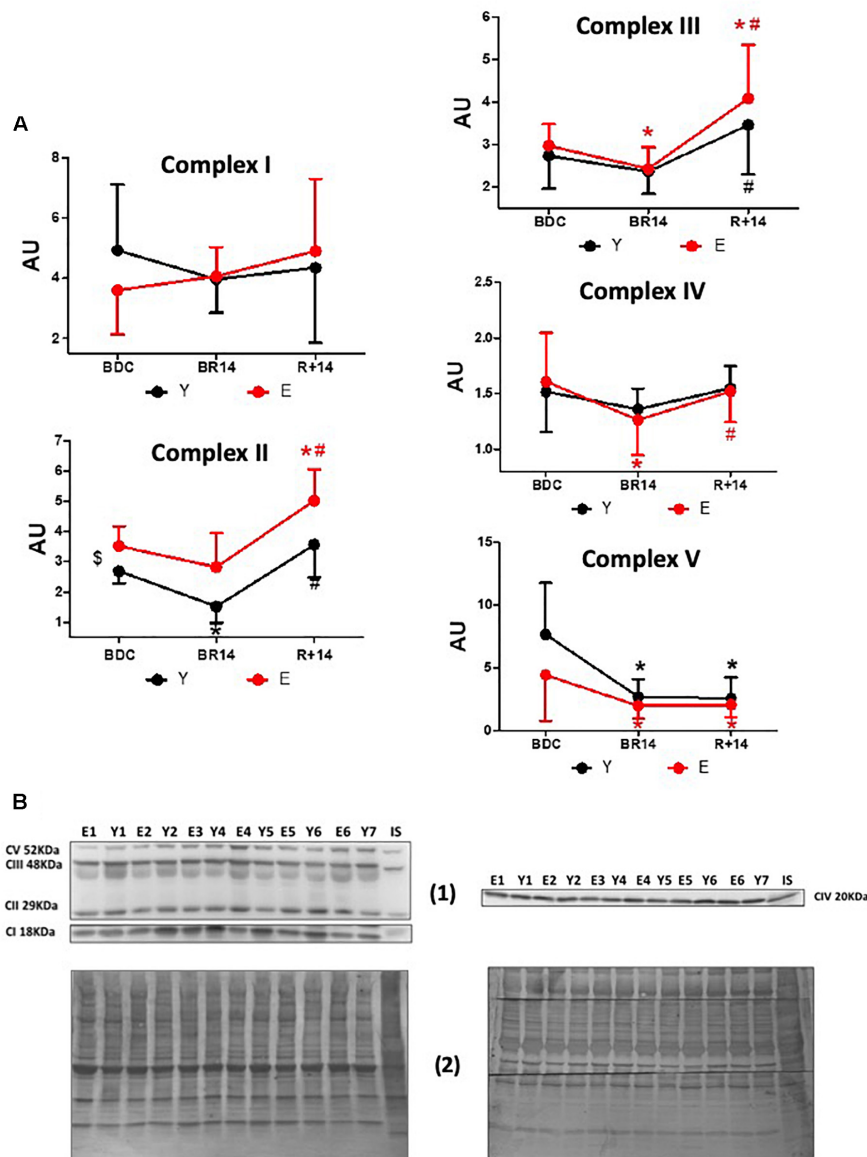 A
Complex I
AU
8
6
4
2
BDC BR14 R+14
Y E
Complex II
AU
7
6
5
4
3
2
1
$
*
*#
#
BDC BR14 R+14
Y E
Complex III
AU
6
5
4
3
2
*
*#
#
BDC BR14 R+14
Y E
Complex IV
AU
2.5
2.0
1.5
1.0
*
#
BDC BR14 R+14
Y E
Complex V
AU
15
10
5
0
* *
* *
BDC BR14 R+14
Y E
B
E1 Y1 E2 Y2 E3 Y4 E4 Y5 E5 Y6 E6 Y7 IS
CV 52KDa
CIII 48KDa
CII 29KDa
CI 18KDa
(1)
E1 Y1 E2 Y2 E3 Y4 E4 Y5 E5 Y6 E6 Y7 IS
CIV 20KDa
(2)